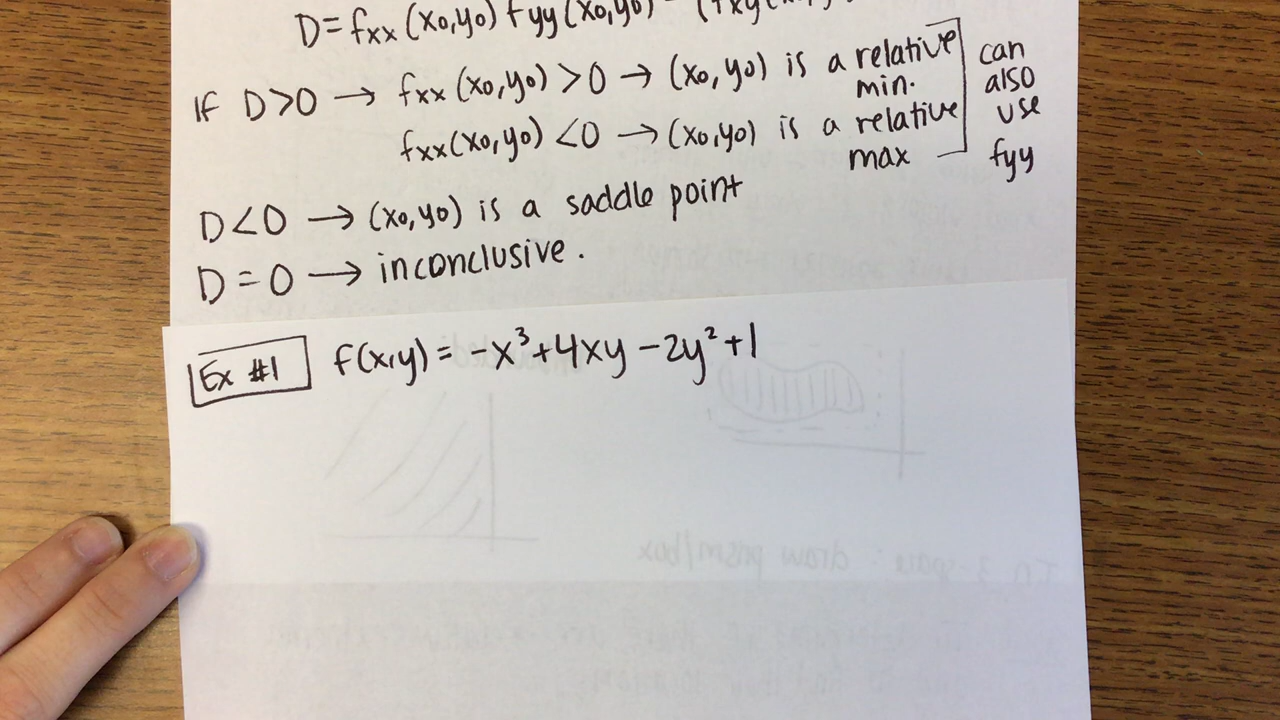 D = fxx (x0,y0) fyy (x0,y0) - (fxy(
If D>0 → fxx (x0,y0) >0 → (x0,y0) is a relative min.
fxx(x0,y0) <0 → (x0,y0) is a relative max
can also use fyy
D<0 → (x0,y0) is a saddle point
D = 0 → inconclusive.
Ex #1 f(x,y) = -x³+4xy -2y²+1